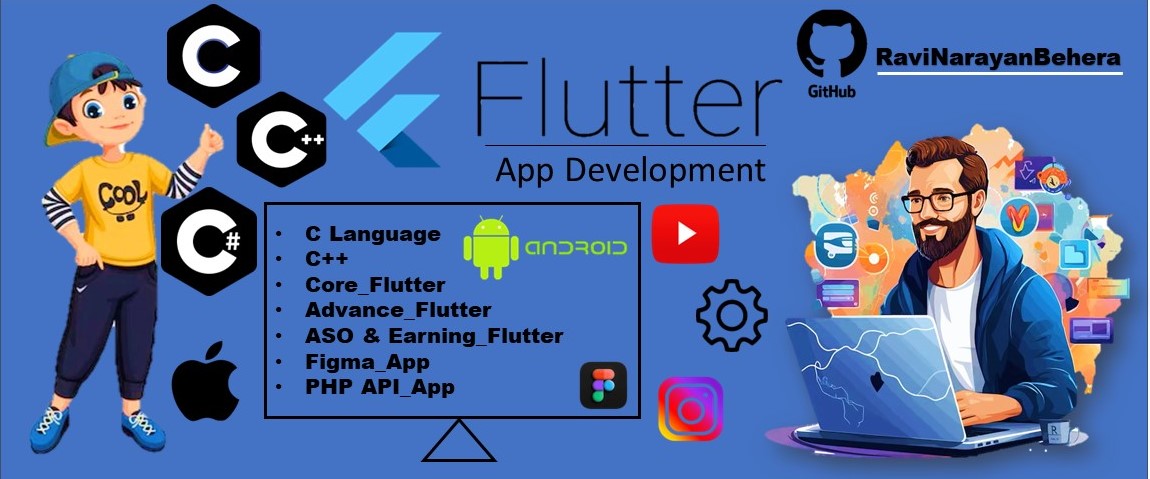 C
C++
C#
Flutter
App Development
GitHub
RaviNarayanBehera
COOL
• C Language
• C++
• Core_Flutter
• Advance_Flutter
• ASO & Earning_Flutter
• Figma_App
• PHP API_App
android
R